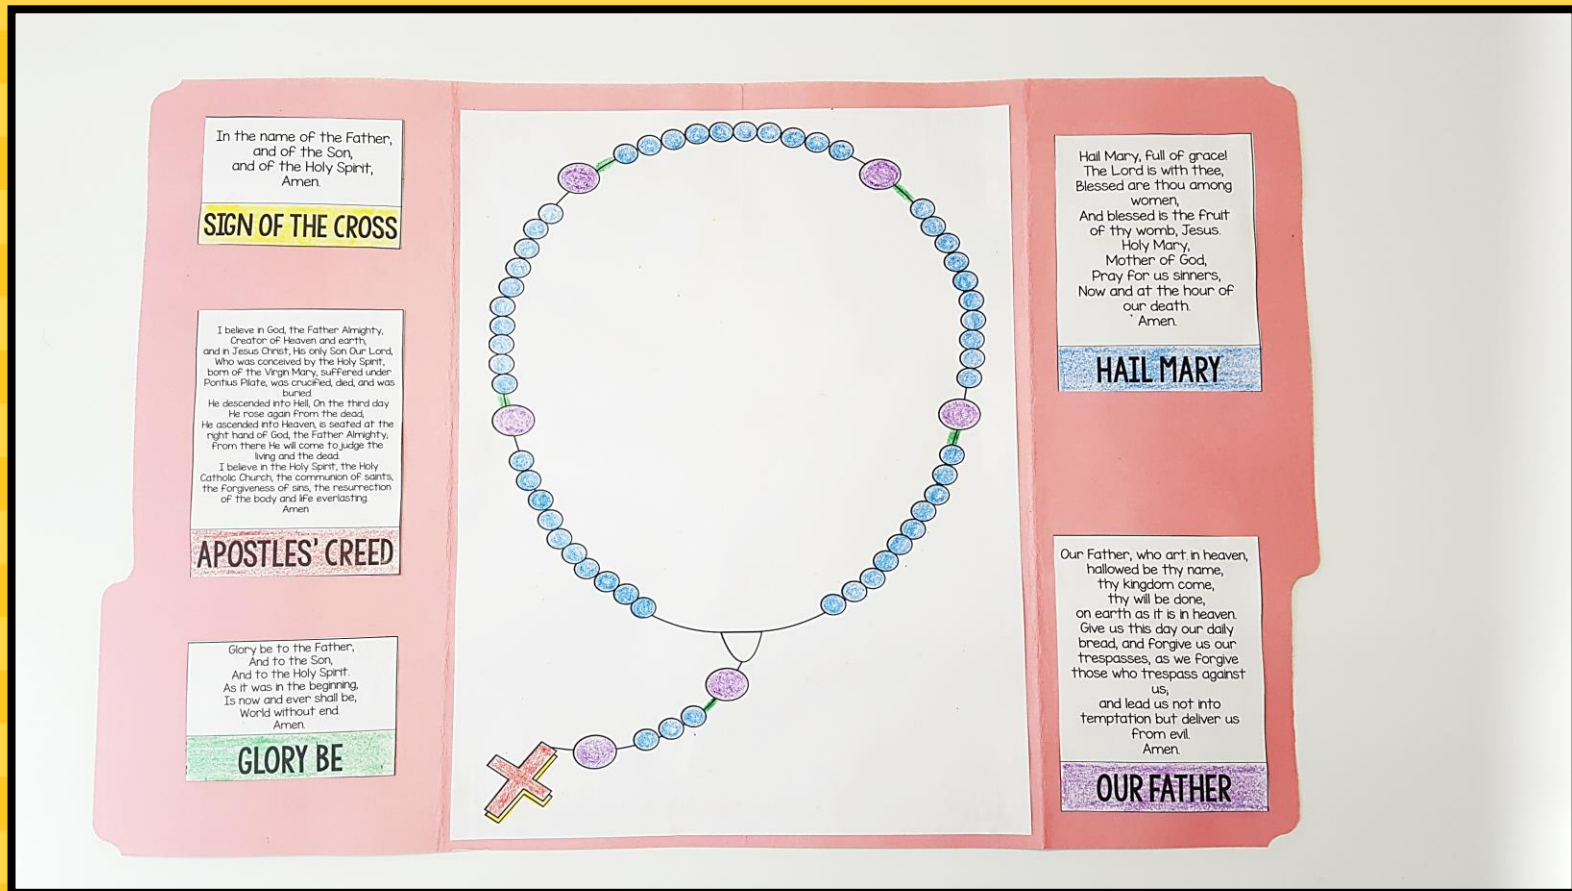 In the name of the Father,
and of the Son,
and of the Holy Spirit,
Amen.
SIGN OF THE CROSS
I believe in God, the Father Almighty,
Creator of Heaven and earth,
and in Jesus Christ, His only Son Our Lord,
Who was conceived by the Holy Spirit,
born of the Virgin Mary, suffered under
Pontius Pilate, was crucified, died, and was
buried.
He descended into Hell, On the third day
He rose again from the dead,
He ascended into Heaven, is seated at the
right hand of God, the Father Almighty,
from there He will come to judge the
living and the dead.
I believe in the Holy Spirit, the Holy
Catholic Church, the communion of saints,
the forgiveness of sins, the resurrection
of the body and life everlasting.
Amen
APOSTLES' CREED
Glory be to the Father,
And to the Son,
And to the Holy Spirit.
As it was in the beginning,
Is now and ever shall be,
World without end.
Amen.
GLORY BE
Hail Mary, full of grace!
The Lord is with thee,
Blessed are thou among
women,
And blessed is the fruit
of thy womb, Jesus.
Holy Mary,
Mother of God,
Pray for us sinners,
Now and at the hour of
our death.
Amen.
HAIL MARY
Our Father, who art in heaven,
hallowed be thy name,
thy kingdom come,
thy will be done,
on earth as it is in heaven.
Give us this day our daily
bread, and forgive us our
trespasses, as we forgive
those who trespass against
us;
and lead us not into
temptation but deliver us
from evil.
Amen.
OUR FATHER